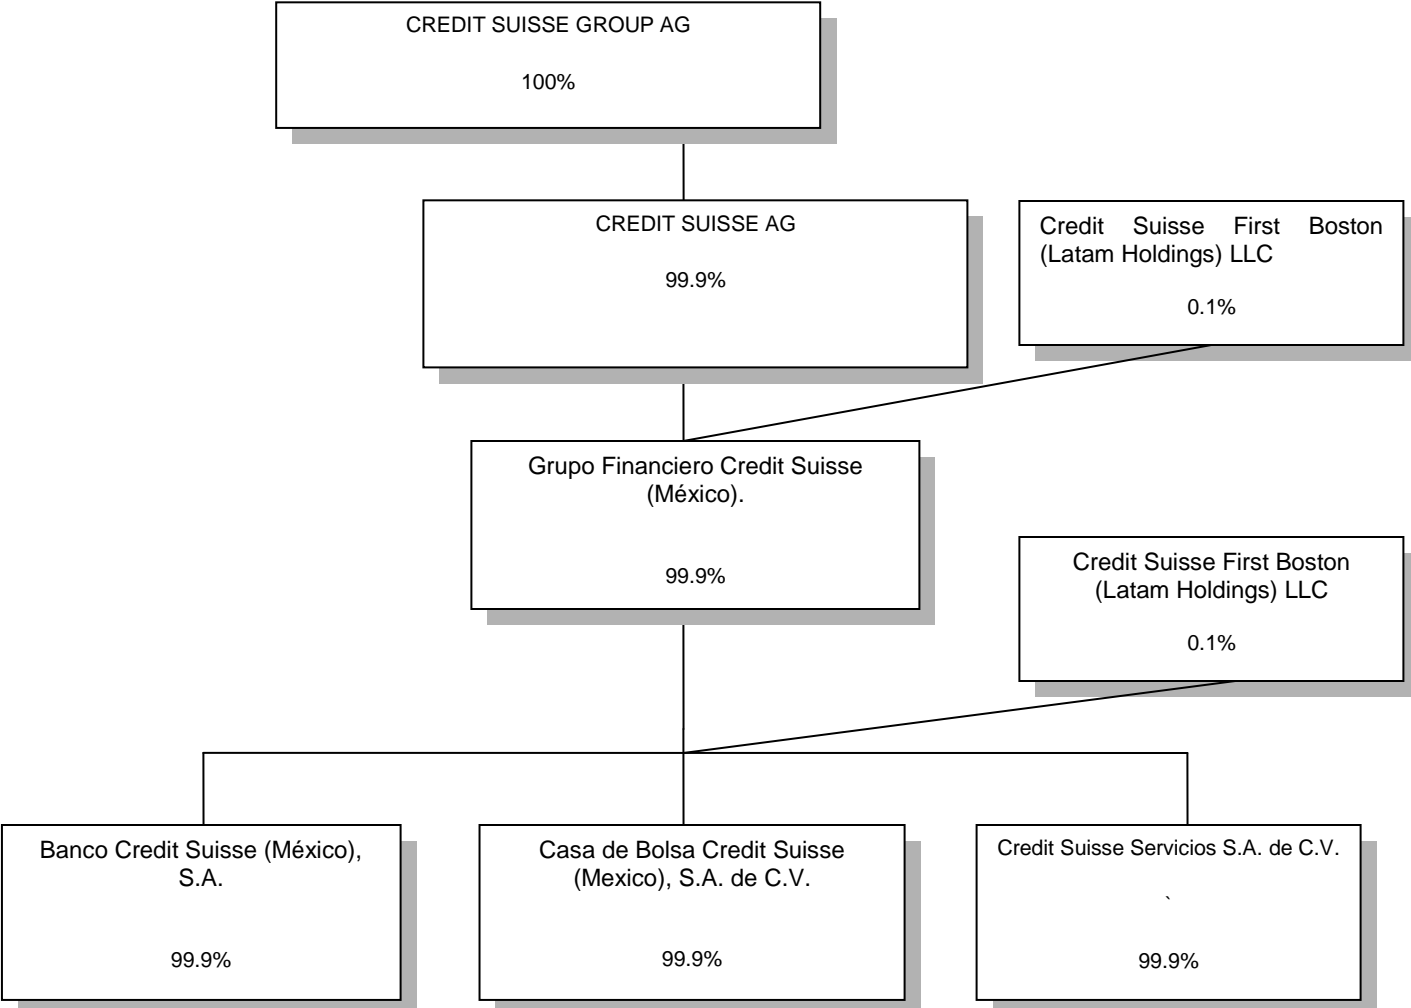 CREDIT SUISSE GROUP AG
100%
CREDIT SUISSE AG
99.9%
Credit Suisse First Boston
(Latam Holdings) LLC
0.1%
Grupo Financiero Credit Suisse
(México).
99.9%
Credit Suisse First Boston
(Latam Holdings) LLC
0.1%
Banco Credit Suisse (México),
S.A.
99.9%
Casa de Bolsa Credit Suisse
(Mexico), S.A. de C.V.
99.9%
Credit Suisse Servicios S.A. de C.V.
`
99.9%